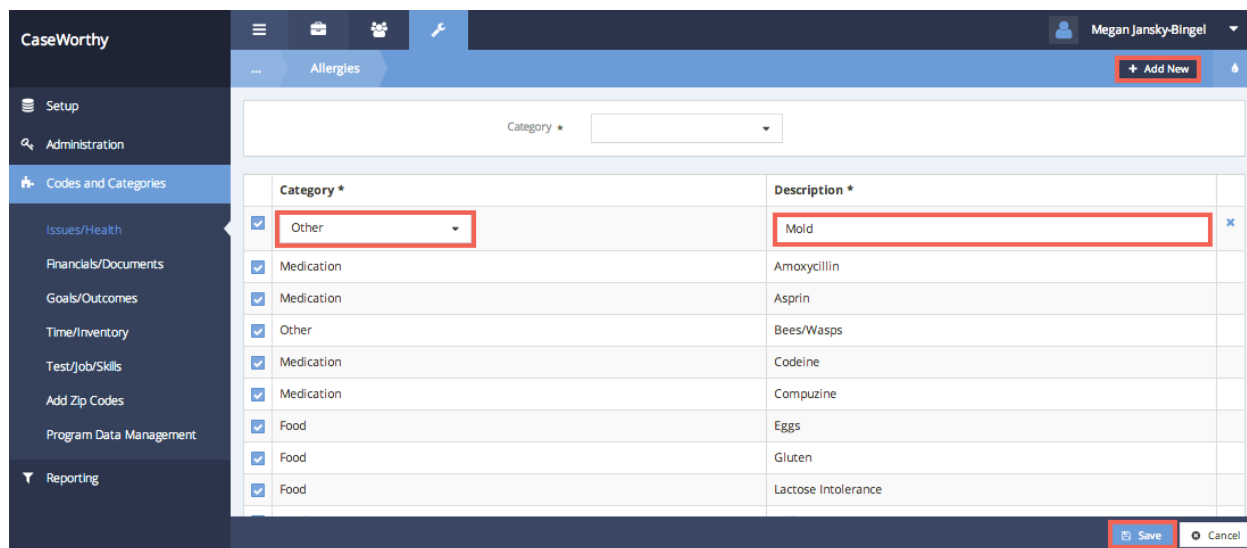 CaseWorthy
Megan Jansky-Bingel
... Allergies + Add New
Setup
Administration
Codes and Categories
Issues/Health
Financials/Documents
Goals/Outcomes
Time/Inventory
Test/Job/Skills
Add Zip Codes
Program Data Management
Reporting
Category *
Category * Description *
Other Mold
Medication Amoxycillin
Medication Asprin
Other Bees/Wasps
Medication Codeine
Medication Compuzine
Food Eggs
Food Gluten
Food Lactose Intolerance
Save Cancel